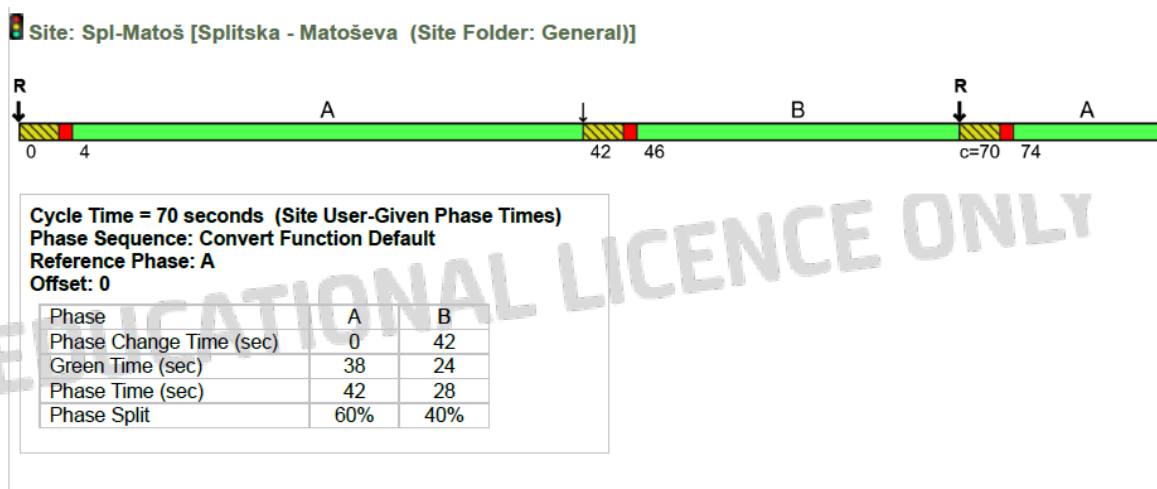 Site: Spl-Matoš [Splitska - Matoševa (Site Folder: General)]
R R
A B A
0 4 42 46 c=70 74
Cycle Time = 70 seconds (Site User-Given Phase Times)
Phase Sequence: Convert Function Default
Reference Phase: A
Offset: 0
Phase A B
Phase Change Time (sec) 0 42
Green Time (sec) 38 24
Phase Time (sec) 42 28
Phase Split 60% 40%
EDUCATIONAL LICENCE ONLY